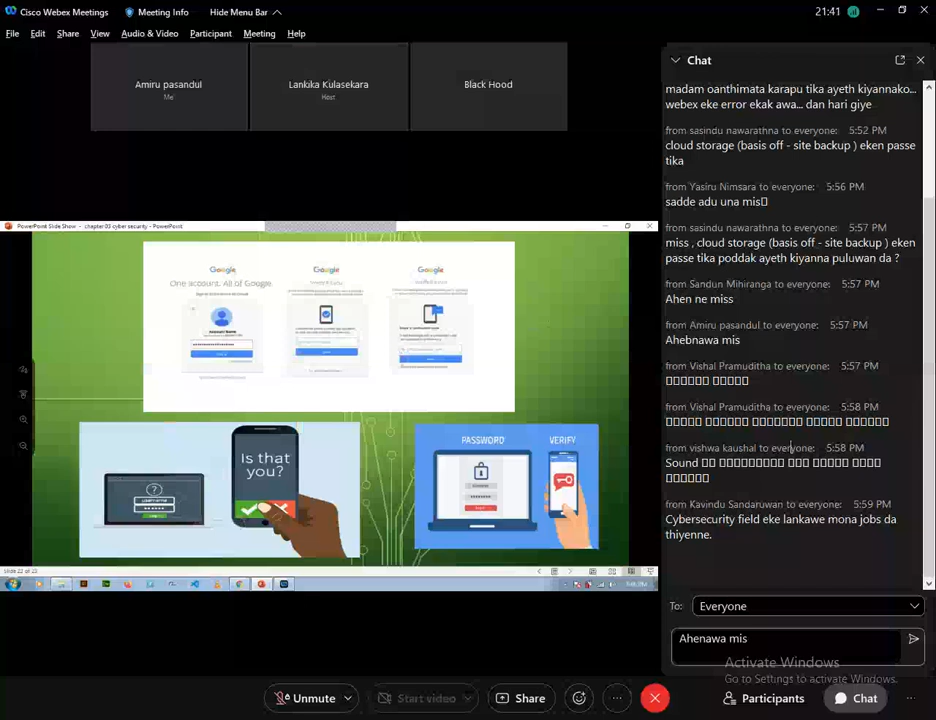 Cisco Webex Meetings
Meeting Info
Hide Menu Bar
21:41
File Edit Share View Audio & Video Participant Meeting Help
Amiru pasandul
Me
Lankika Kulasekara
Host
Black Hood
Chat
madam oanthimata karapu tika ayeth kiyannako...
webex eke error ekak awa... dan hari giye
from sasindu nawarathna to everyone: 5:52 PM
cloud storage (basis off - site backup ) eken passe
tika
from Yasiru Nimsara to everyone: 5:56 PM
sadde adu una mis
from sasindu nawarathna to everyone: 5:57 PM
miss , cloud storage (basis off - site backup ) eken
passe tika poddak ayeth kiyanna puluwan da ?
from Sandun Mihiranga to everyone: 5:57 PM
Ahen ne miss
from Amiru pasandul to everyone: 5:57 PM
Ahebnawa mis
from Vishal Pramuditha to everyone: 5:57 PM
from Vishal Pramuditha to everyone: 5:58 PM
from vishwa kaushal to everyone: 5:58 PM
Sound
from Kavindu Sandaruwan to everyone: 5:59 PM
Cybersecurity field eke lankawe mona jobs da
thiyenne.
To: Everyone
Ahenawa mis
Activate Windows
Go to Settings to activate Windows.
PowerPoint Slide Show - chapter 03 cyber security - PowerPoint
Google
Google
Google
One account. All of Google.
Is that
you?
PASSWORD
VERIFY
Unmute
Start video
Share
Participants
Chat